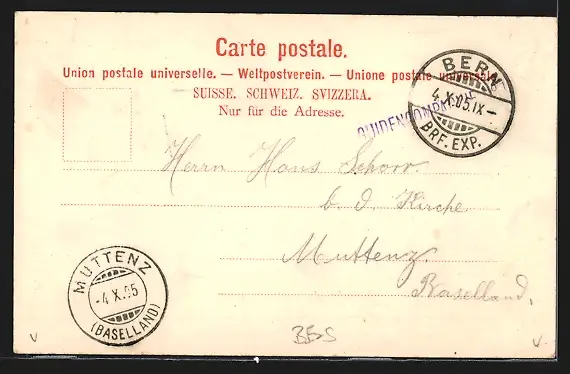 Carte postale.
Union postale universelle. — Weltpostverein. — Unione postale universale
SUISSE. SCHWEIZ. SVIZZERA.
Nur für die Adresse.
BERN
4.X.05.IX-
BRF. EXP.
GUIDENCOMPAGNIE
Herrn Hans Schorr
b. d. Kirche
Muttenz
Baselland.
MUTTENZ
-4 X.05
(BASELLAND)
v
v.